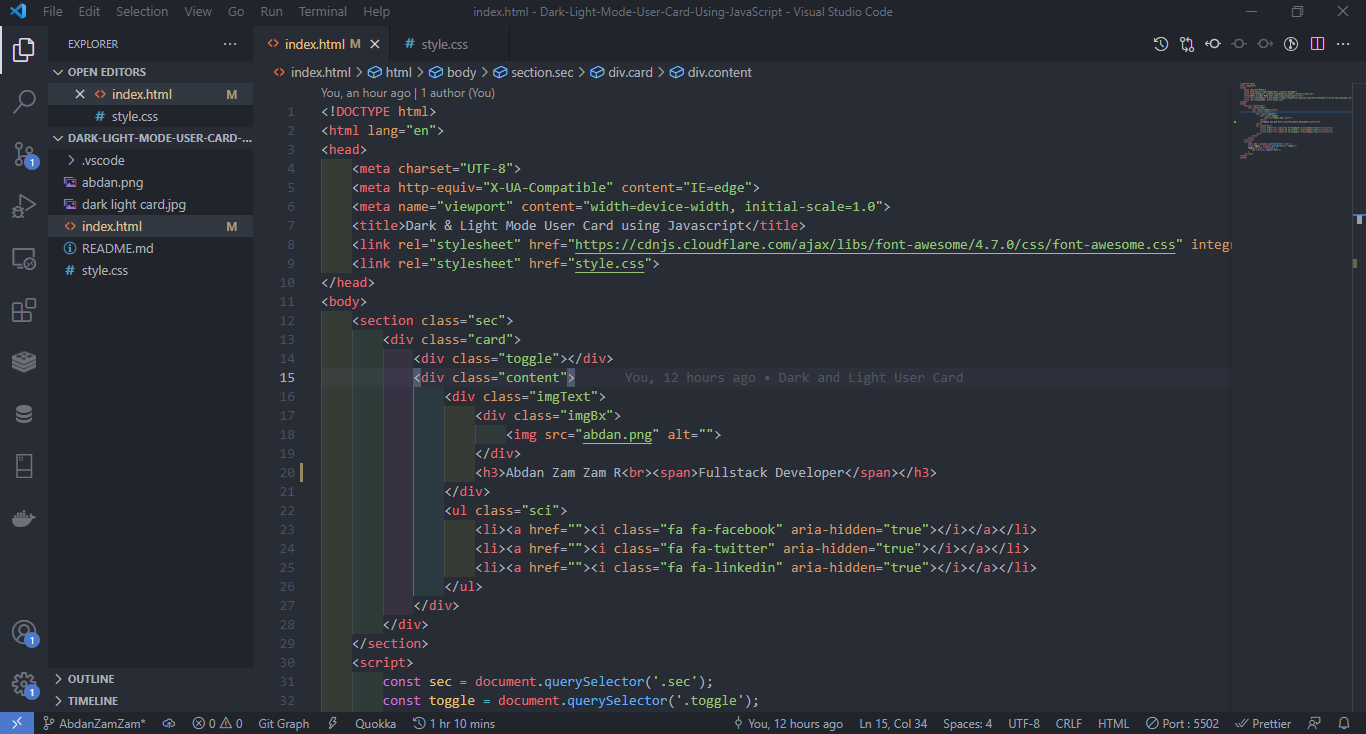 File Edit Selection View Go Run Terminal Help index.html - Dark-Light-Mode-User-Card-Using-JavaScript - Visual Studio Code
EXPLORER ···
OPEN EDITORS
index.html M
style.css
DARK-LIGHT-MODE-USER-CARD-...
.vscode
abdan.png
dark light card.jpg
index.html M
README.md
style.css
OUTLINE
TIMELINE
1
1
1
index.html M
# style.css
index.html > html > body > section.sec > div.card > div.content
You, an hour ago | 1 author (You)
1 <!DOCTYPE html>
2 <html lang="en">
3 <head>
4 <meta charset="UTF-8">
5 <meta http-equiv="X-UA-Compatible" content="IE=edge">
6 <meta name="viewport" content="width=device-width, initial-scale=1.0">
7 <title>Dark & Light Mode User Card using Javascript</title>
8 <link rel="stylesheet" href="https://cdnjs.cloudflare.com/ajax/libs/font-awesome/4.7.0/css/font-awesome.css" integr
9 <link rel="stylesheet" href="style.css">
10 </head>
11 <body>
12 <section class="sec">
13 <div class="card">
14 <div class="toggle"></div>
15 <div class="content"> You, 12 hours ago • Dark and Light User Card
16 <div class="imgText">
17 <div class="imgBx">
18 <img src="abdan.png" alt="">
19 </div>
20 <h3>Abdan Zam Zam R<br><span>Fullstack Developer</span></h3>
21 </div>
22 <ul class="sci">
23 <li><a href=""><i class="fa fa-facebook" aria-hidden="true"></i></a></li>
24 <li><a href=""><i class="fa fa-twitter" aria-hidden="true"></i></a></li>
25 <li><a href=""><i class="fa fa-linkedin" aria-hidden="true"></i></a></li>
26 </ul>
27 </div>
28 </div>
29 </section>
30 <script>
31 const sec = document.querySelector('.sec');
32 const toggle = document.querySelector('.toggle');
AbdanZamZam* 0 0 Git Graph Quokka 1 hr 10 mins You, 12 hours ago Ln 15, Col 34 Spaces: 4 UTF-8 CRLF HTML Port : 5502 Prettier